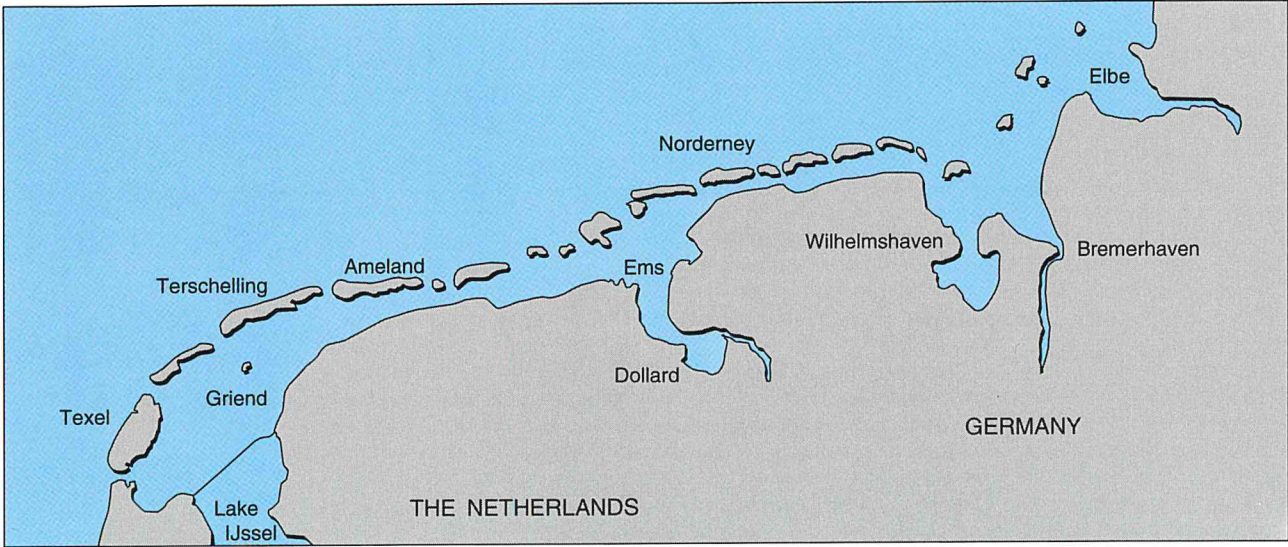 Elbe
Norderney
Wilhelmshaven
Bremerhaven
Ameland
Ems
Terschelling
Dollard
Griend
Texel
GERMANY
THE NETHERLANDS
Lake
IJssel